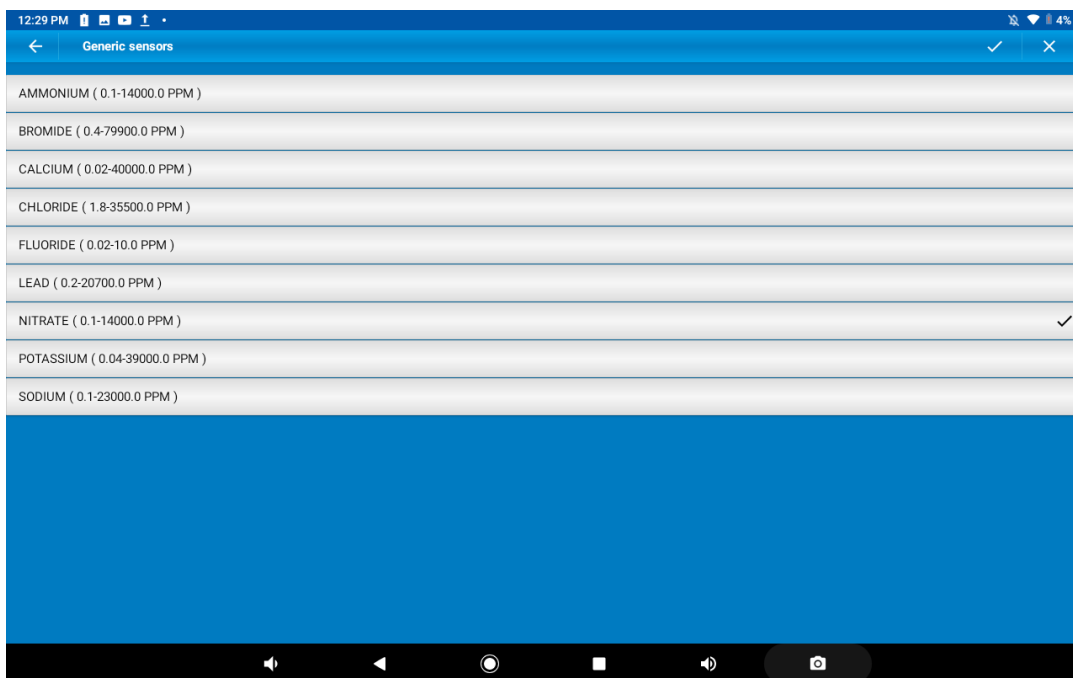 12:29 PM 4%
Generic sensors
AMMONIUM ( 0.1-14000.0 PPM )
BROMIDE ( 0.4-79900.0 PPM )
CALCIUM ( 0.02-40000.0 PPM )
CHLORIDE ( 1.8-35500.0 PPM )
FLUORIDE ( 0.02-10.0 PPM )
LEAD ( 0.2-20700.0 PPM )
NITRATE ( 0.1-14000.0 PPM )
POTASSIUM ( 0.04-39000.0 PPM )
SODIUM ( 0.1-23000.0 PPM )